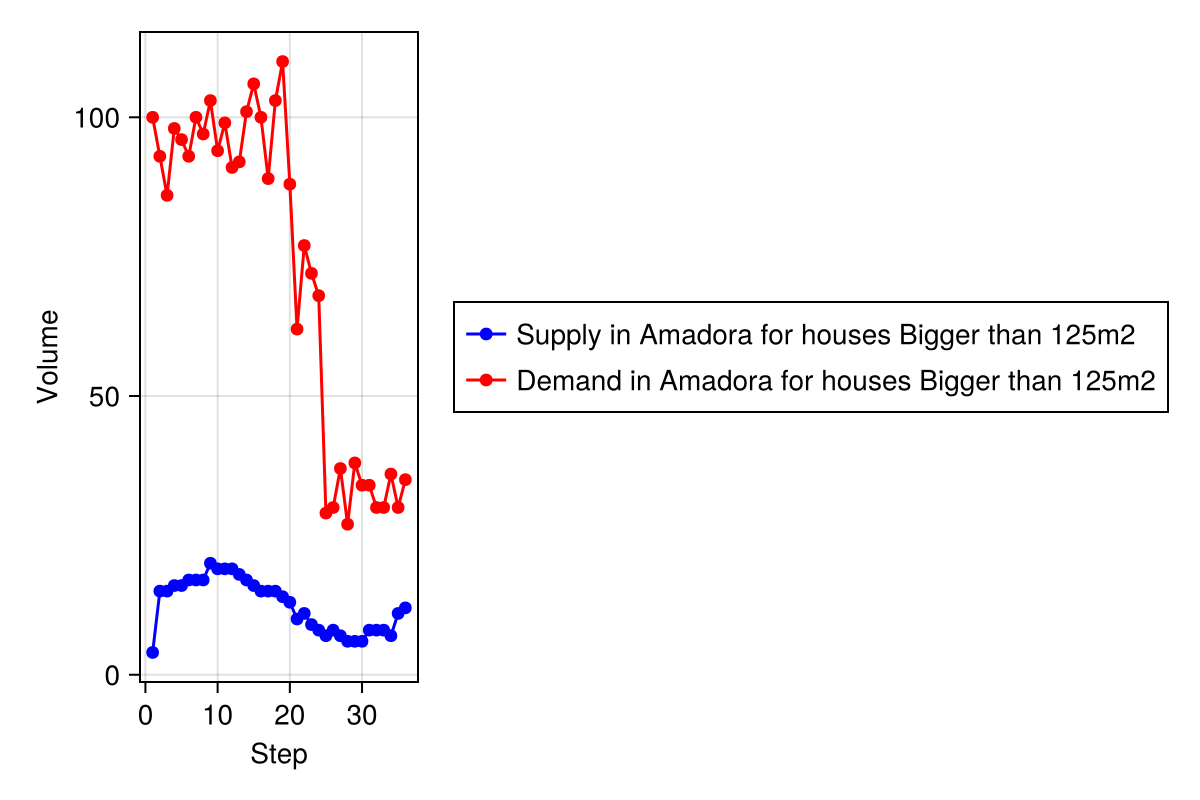 100
50
0
Volume
0 10 20 30
Step
Supply in Amadora for houses Bigger than 125m2
Demand in Amadora for houses Bigger than 125m2